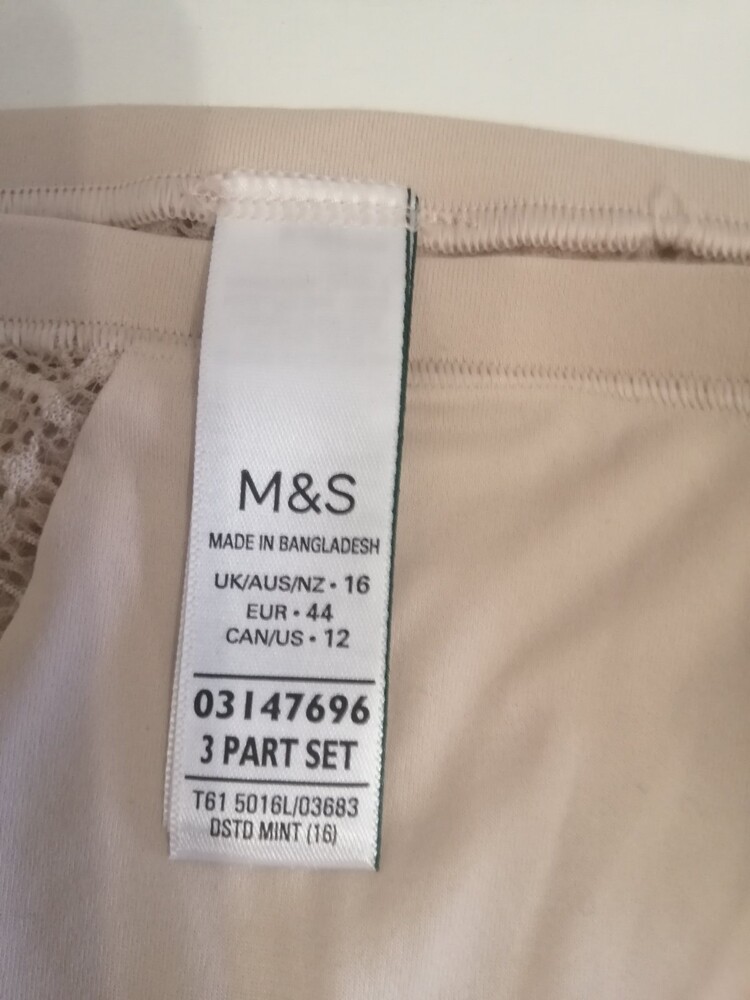 M&S
MADE IN BANGLADESH
UK/AUS/NZ • 16
EUR • 44
CAN/US • 12
03147696
3 PART SET
T61 5016L/03683
DSTD MINT (16)